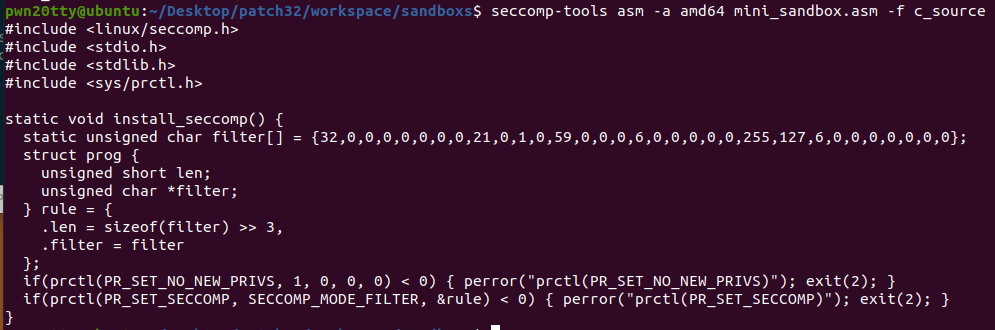 pwn20tty@ubuntu:~/Desktop/patch32/workspace/sandboxs$ seccomp-tools asm -a amd64 mini_sandbox.asm -f c_source
#include <linux/seccomp.h>
#include <stdio.h>
#include <stdlib.h>
#include <sys/prctl.h>

static void install_seccomp() {
  static unsigned char filter[] = {32,0,0,0,0,0,0,0,21,0,1,0,59,0,0,0,6,0,0,0,0,0,255,127,6,0,0,0,0,0,0,0};
  struct prog {
    unsigned short len;
    unsigned char *filter;
  } rule = {
    .len = sizeof(filter) >> 3,
    .filter = filter
  };
  if(prctl(PR_SET_NO_NEW_PRIVS, 1, 0, 0, 0) < 0) { perror("prctl(PR_SET_NO_NEW_PRIVS)"); exit(2); }
  if(prctl(PR_SET_SECCOMP, SECCOMP_MODE_FILTER, &rule) < 0) { perror("prctl(PR_SET_SECCOMP)"); exit(2); }
}